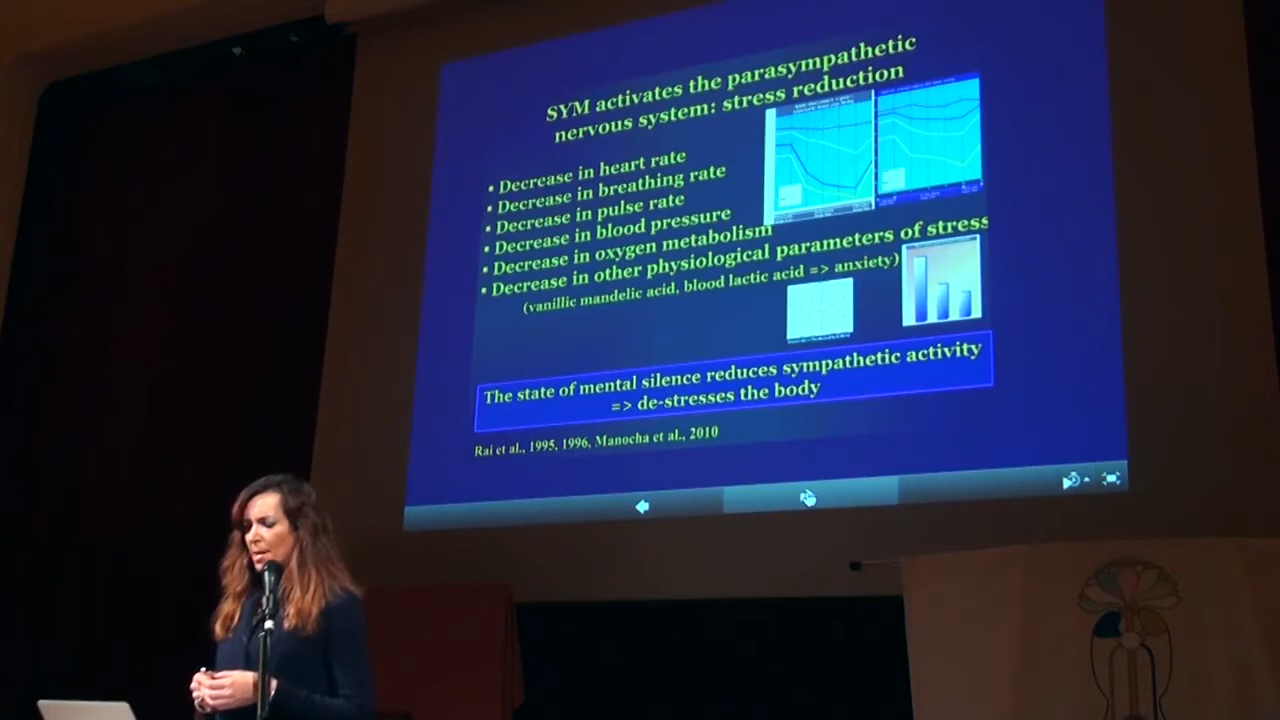 SYM activates the parasympathetic
nervous system: stress reduction
• Decrease in heart rate
• Decrease in breathing rate
• Decrease in pulse rate
• Decrease in blood pressure
• Decrease in oxygen metabolism
• Decrease in other physiological parameters of stress
(vanillic mandelic acid, blood lactic acid => anxiety)
The state of mental silence reduces sympathetic activity
=> de-stresses the body
Rai et al., 1995, 1996, Manocha et al., 2010